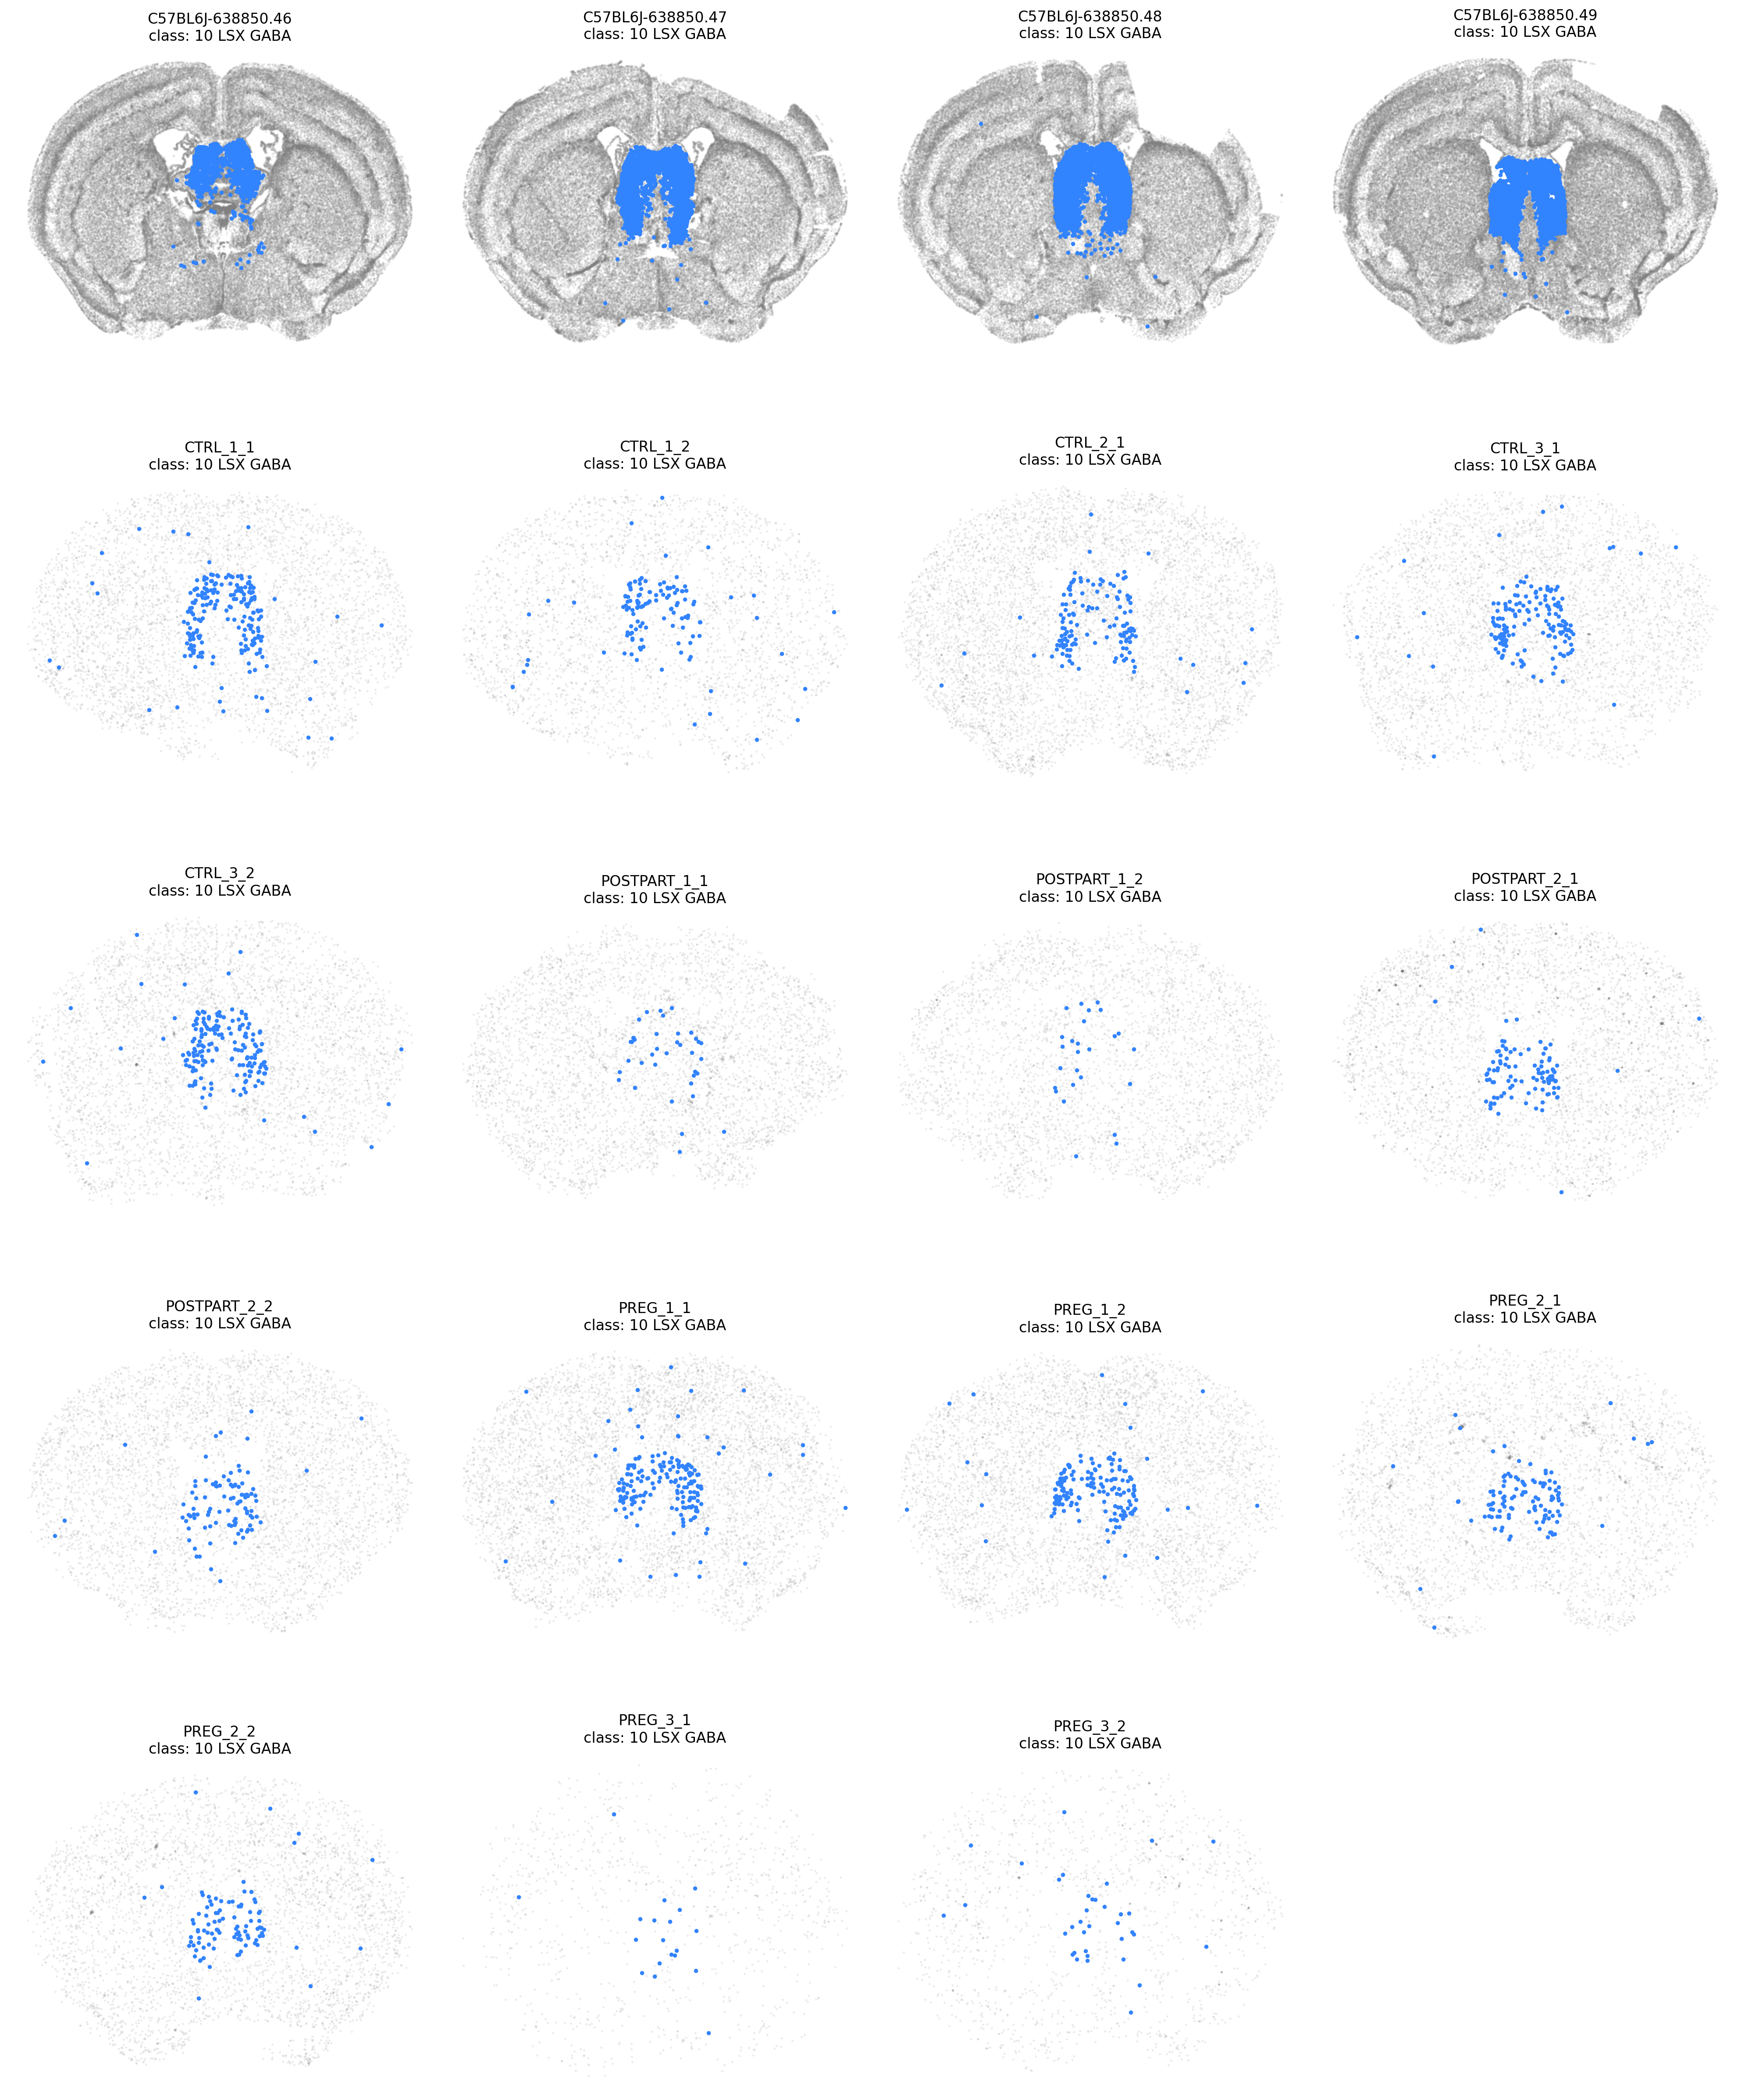 C57BL6J-638850.46
class: 10 LSX GABA
C57BL6J-638850.47
class: 10 LSX GABA
C57BL6J-638850.48
class: 10 LSX GABA
C57BL6J-638850.49
class: 10 LSX GABA
CTRL_1_1
class: 10 LSX GABA
CTRL_1_2
class: 10 LSX GABA
CTRL_2_1
class: 10 LSX GABA
CTRL_3_1
class: 10 LSX GABA
CTRL_3_2
class: 10 LSX GABA
POSTPART_1_1
class: 10 LSX GABA
POSTPART_1_2
class: 10 LSX GABA
POSTPART_2_1
class: 10 LSX GABA
POSTPART_2_2
class: 10 LSX GABA
PREG_1_1
class: 10 LSX GABA
PREG_1_2
class: 10 LSX GABA
PREG_2_1
class: 10 LSX GABA
PREG_2_2
class: 10 LSX GABA
PREG_3_1
class: 10 LSX GABA
PREG_3_2
class: 10 LSX GABA